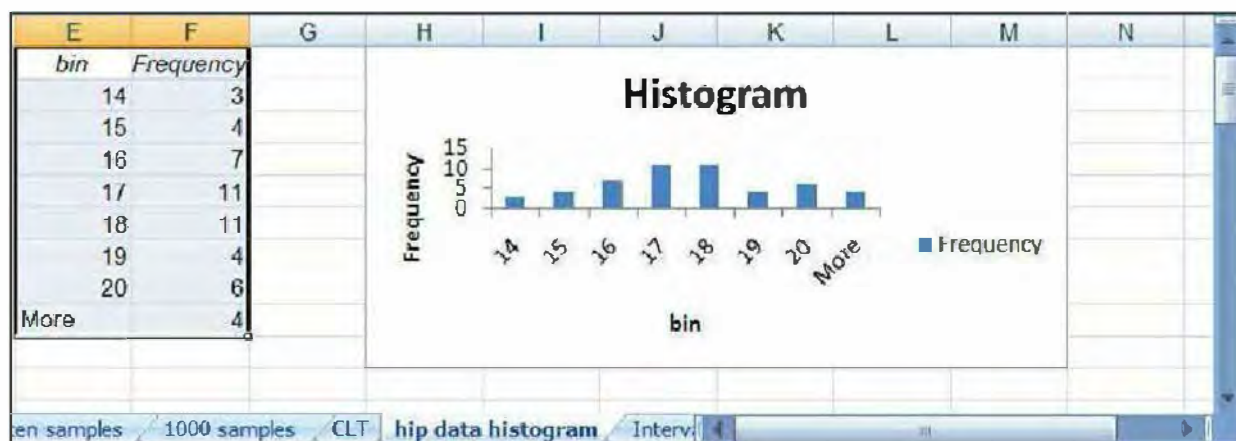 E F G H I J K L M N
bin Frequency
14 3
15 4
16 7
17 11
18 11
19 4
20 6
More 4
Histogram
Frequency
15
10
5
0
14 15 16 17 18 19 20 More
bin
Frequency
ten samples 1000 samples CLT hip data histogram Interv